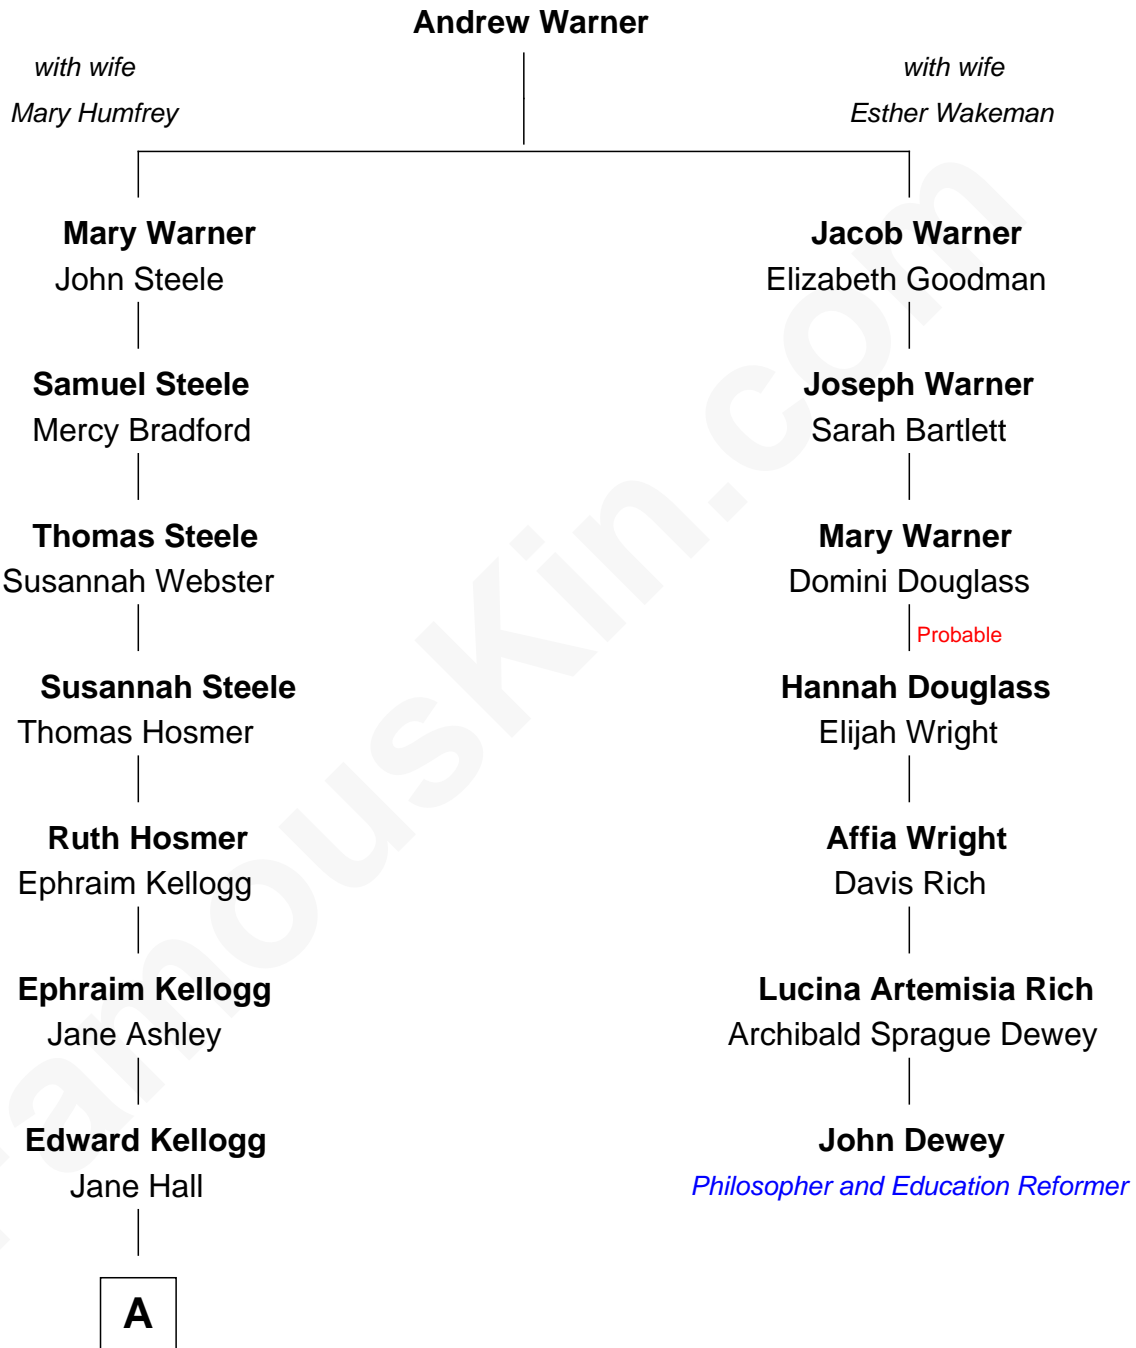 Andrew Warner
with wife
Mary Humfrey
with wife
Esther Wakeman
Mary Warner
John Steele
Samuel Steele
Mercy Bradford
Thomas Steele
Susannah Webster
Susannah Steele
Thomas Hosmer
Ruth Hosmer
Ephraim Kellogg
Ephraim Kellogg
Jane Ashley
Edward Kellogg
Jane Hall
A
Jacob Warner
Elizabeth Goodman
Joseph Warner
Sarah Bartlett
Mary Warner
Domini Douglass
Probable
Hannah Douglass
Elijah Wright
Affia Wright
Davis Rich
Lucina Artemisia Rich
Archibald Sprague Dewey
John Dewey
Philosopher and Education Reformer
FamousKin.com